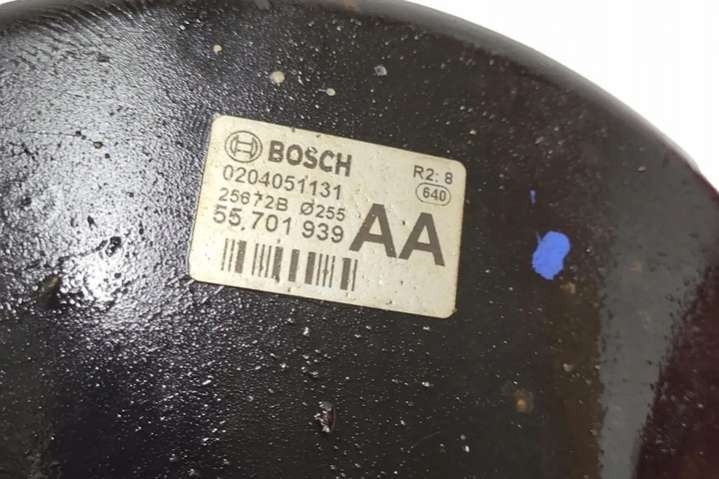 BOSCH
R2: 8
0204051131
640
25672B Ø255
55.701 939
AA